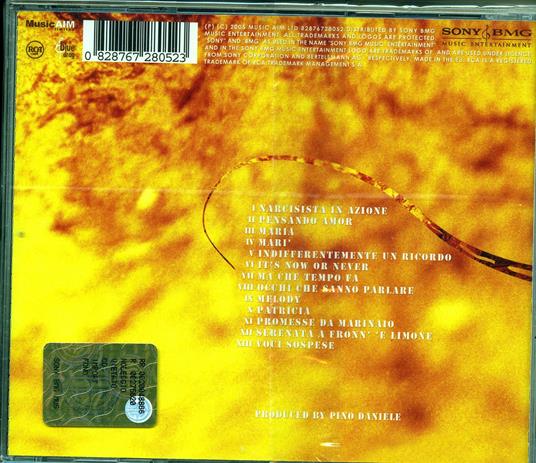 MusicAIM
RCA
Blue
drag
0 828767 280523
(P) (C) 2005 MUSIC AIM LTD 82876728052 DISTRIBUTED BY SONY BMG
MUSIC ENTERTAINMENT. ALL TRADEMARKS AND LOGOS ARE PROTECTED
"SONY" AND "BMG" AS USED IN THE NAME "SONY BMG MUSIC ENTERTAINMENT"
AND IN THE SONY BMG MUSIC ENTERTAINMENT LOGO ARE TRADEMARKS OF, AND ARE USED UNDER LICENCE
FROM SONY CORPORATION AND BERTELSMANN AG, RESPECTIVELY. MADE IN THE EU. RCA IS A REGISTERED
TRADEMARK OF RCA TRADEMARK MANAGEMENT S.A.
SONY BMG
MUSIC ENTERTAINMENT
I NARCISISTA IN AZIONE
II PENSANDO AMOR
III MARIA
IV MARI'
V INDIFFERENTEMENTE UN RICORDO
VI IT'S NOW OR NEVER
VII MA CHE TEMPO FA
VIII OCCHI CHE SANNO PARLARE
IX MELODY
X PATRICIA
XI PROMESSE DA MARINAIO
XII SERENATA A FRONN' 'E LIMONE
XIII VOCI SOSPESE
PRODUCED BY PINO DANIELE